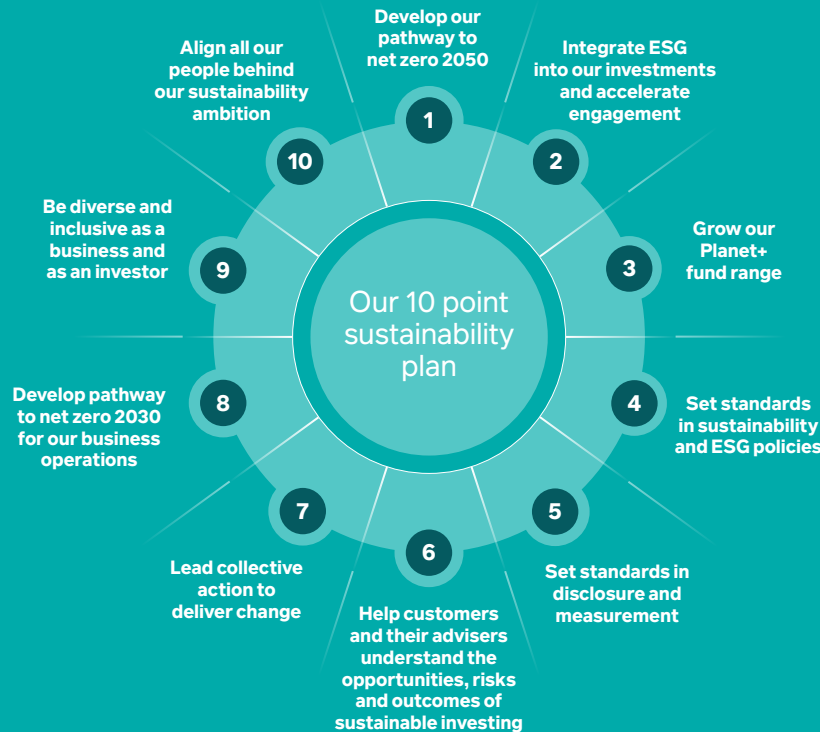 Our 10 point
sustainability
plan
1
Develop our
pathway to
net zero 2050
2
Integrate ESG
into our investments
and accelerate
engagement
3
Grow our
Planet+
fund range
4
Set standards
in sustainability
and ESG policies
5
Set standards in
disclosure and
measurement
6
Help customers
and their advisers
understand the
opportunities, risks
and outcomes of
sustainable investing
7
Lead collective
action to
deliver change
8
Develop pathway
to net zero 2030
for our business
operations
9
Be diverse and
inclusive as a
business and
as an investor
10
Align all our
people behind
our sustainability
ambition